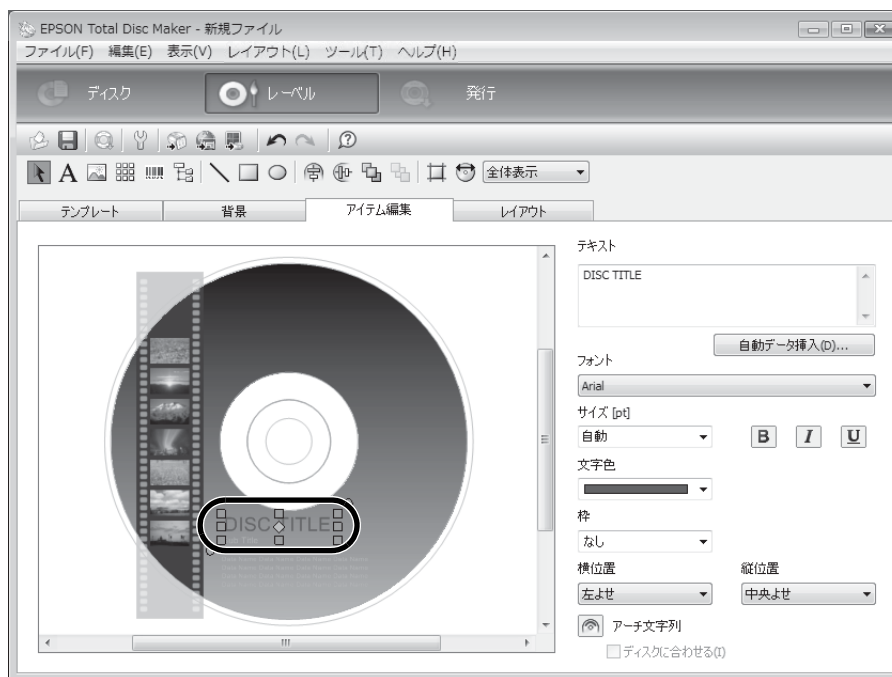 EPSON Total Disc Maker - 新規ファイル
ファイル(F) 編集(E) 表示(V) レイアウト(L) ツール(T) ヘルプ(H)
ディスク レーベル 発行
全体表示
テンプレート 背景 アイテム編集 レイアウト
テキスト
DISC TITLE
自動データ挿入(D)...
フォント
Arial
サイズ [pt]
自動 B I U
文字色
枠
なし
横位置 縦位置
左よせ 中央よせ
アーチ文字列
ディスクに合わせる(I)
DISC TITLE
Sub Title